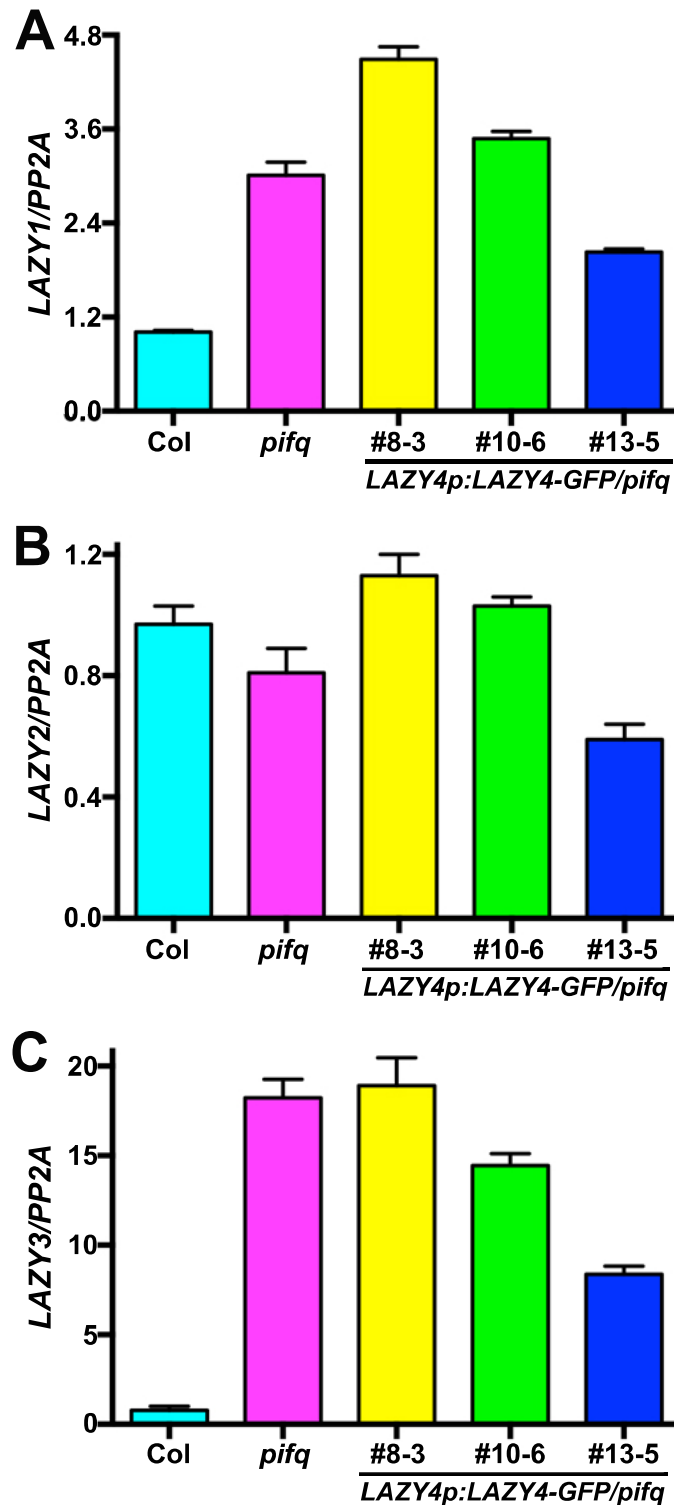 A
LAZY1/PP2A
4.8
3.6
2.4
1.2
0.0
Col pifq #8-3 #10-6 #13-5
LAZY4p:LAZY4-GFP/pifq
B
LAZY2/PP2A
1.2
0.8
0.4
0.0
Col pifq #8-3 #10-6 #13-5
LAZY4p:LAZY4-GFP/pifq
C
LAZY3/PP2A
20
15
10
5
0
Col pifq #8-3 #10-6 #13-5
LAZY4p:LAZY4-GFP/pifq